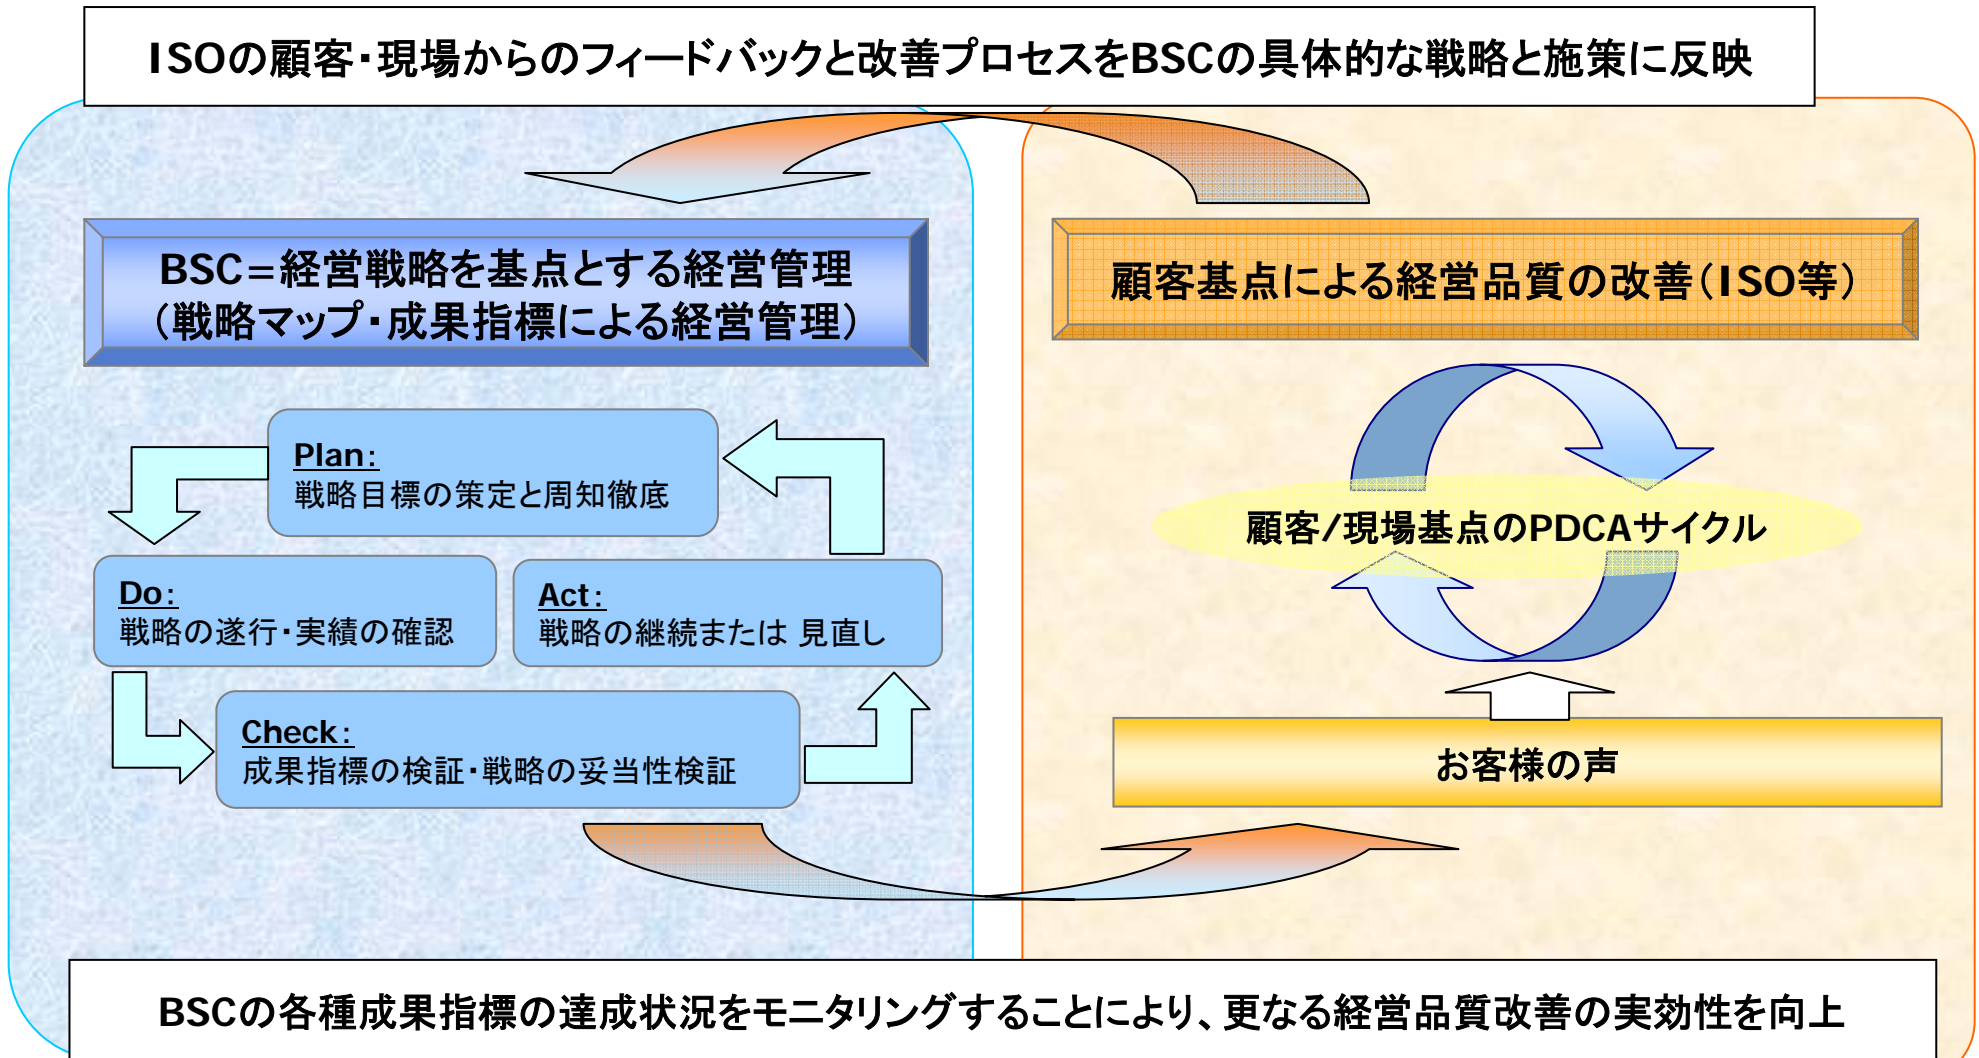 ISOの顧客・現場からのフィードバックと改善プロセスをBSCの具体的な戦略と施策に反映
BSC=経営戦略を基点とする経営管理
（戦略マップ・成果指標による経営管理）
Plan：
戦略目標の策定と周知徹底
Do：
戦略の遂行・実績の確認
Act：
戦略の継続または 見直し
Check：
成果指標の検証・戦略の妥当性検証
顧客基点による経営品質の改善（ISO等）
顧客/現場基点のPDCAサイクル
お客様の声
BSCの各種成果指標の達成状況をモニタリングすることにより、更なる経営品質改善の実効性を向上